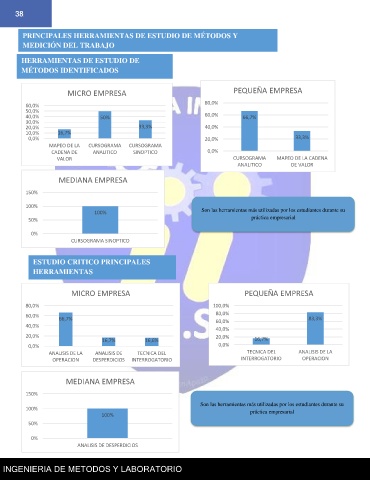 38
PRINCIPALES HERRAMIENTAS DE ESTUDIO DE MÉTODOS Y
MEDICIÓN DEL TRABAJO
HERRAMIENTAS DE ESTUDIO DE
MÉTODOS IDENTIFICADOS
MICRO EMPRESA
60,0%
50,0%
40,0%
30,0%
20,0%
10,0%
0,0%
16,7%
50%
33,3%
MAPEO DE LA CADENA DE VALOR
CURSOGRAMA ANALITICO
CURSOGRAMA SINOPTICO
PEQUEÑA EMPRESA
80,0%
60,0%
40,0%
20,0%
0,0%
66,7%
33,3%
CURSOGRAMA ANALITICO
MAPEO DE LA CADENA DE VALOR
MEDIANA EMPRESA
150%
100%
50%
0%
100%
CURSOGRAMA SINOPTICO
Son las herramientas más utilizadas por los estudiantes durante su
práctica empresarial
ESTUDIO CRITICO PRINCIPALES
HERRAMIENTAS
MICRO EMPRESA
80,0%
60,0%
40,0%
20,0%
0,0%
66,7%
16,7%
16,6%
ANALISIS DE LA OPERACION
ANALISIS DE DESPERDICIOS
TECNICA DEL INTERROGATORIO
PEQUEÑA EMPRESA
100,0%
80,0%
60,0%
40,0%
20,0%
0,0%
16,7%
83,3%
TECNICA DEL INTERROGATORIO
ANALISIS DE LA OPERACION
MEDIANA EMPRESA
150%
100%
50%
0%
100%
ANALISIS DE DESPERDICIOS
Son las herramientas más utilizadas por los estudiantes durante su
práctica empresarial
INGENIERIA DE METODOS Y LABORATORIO